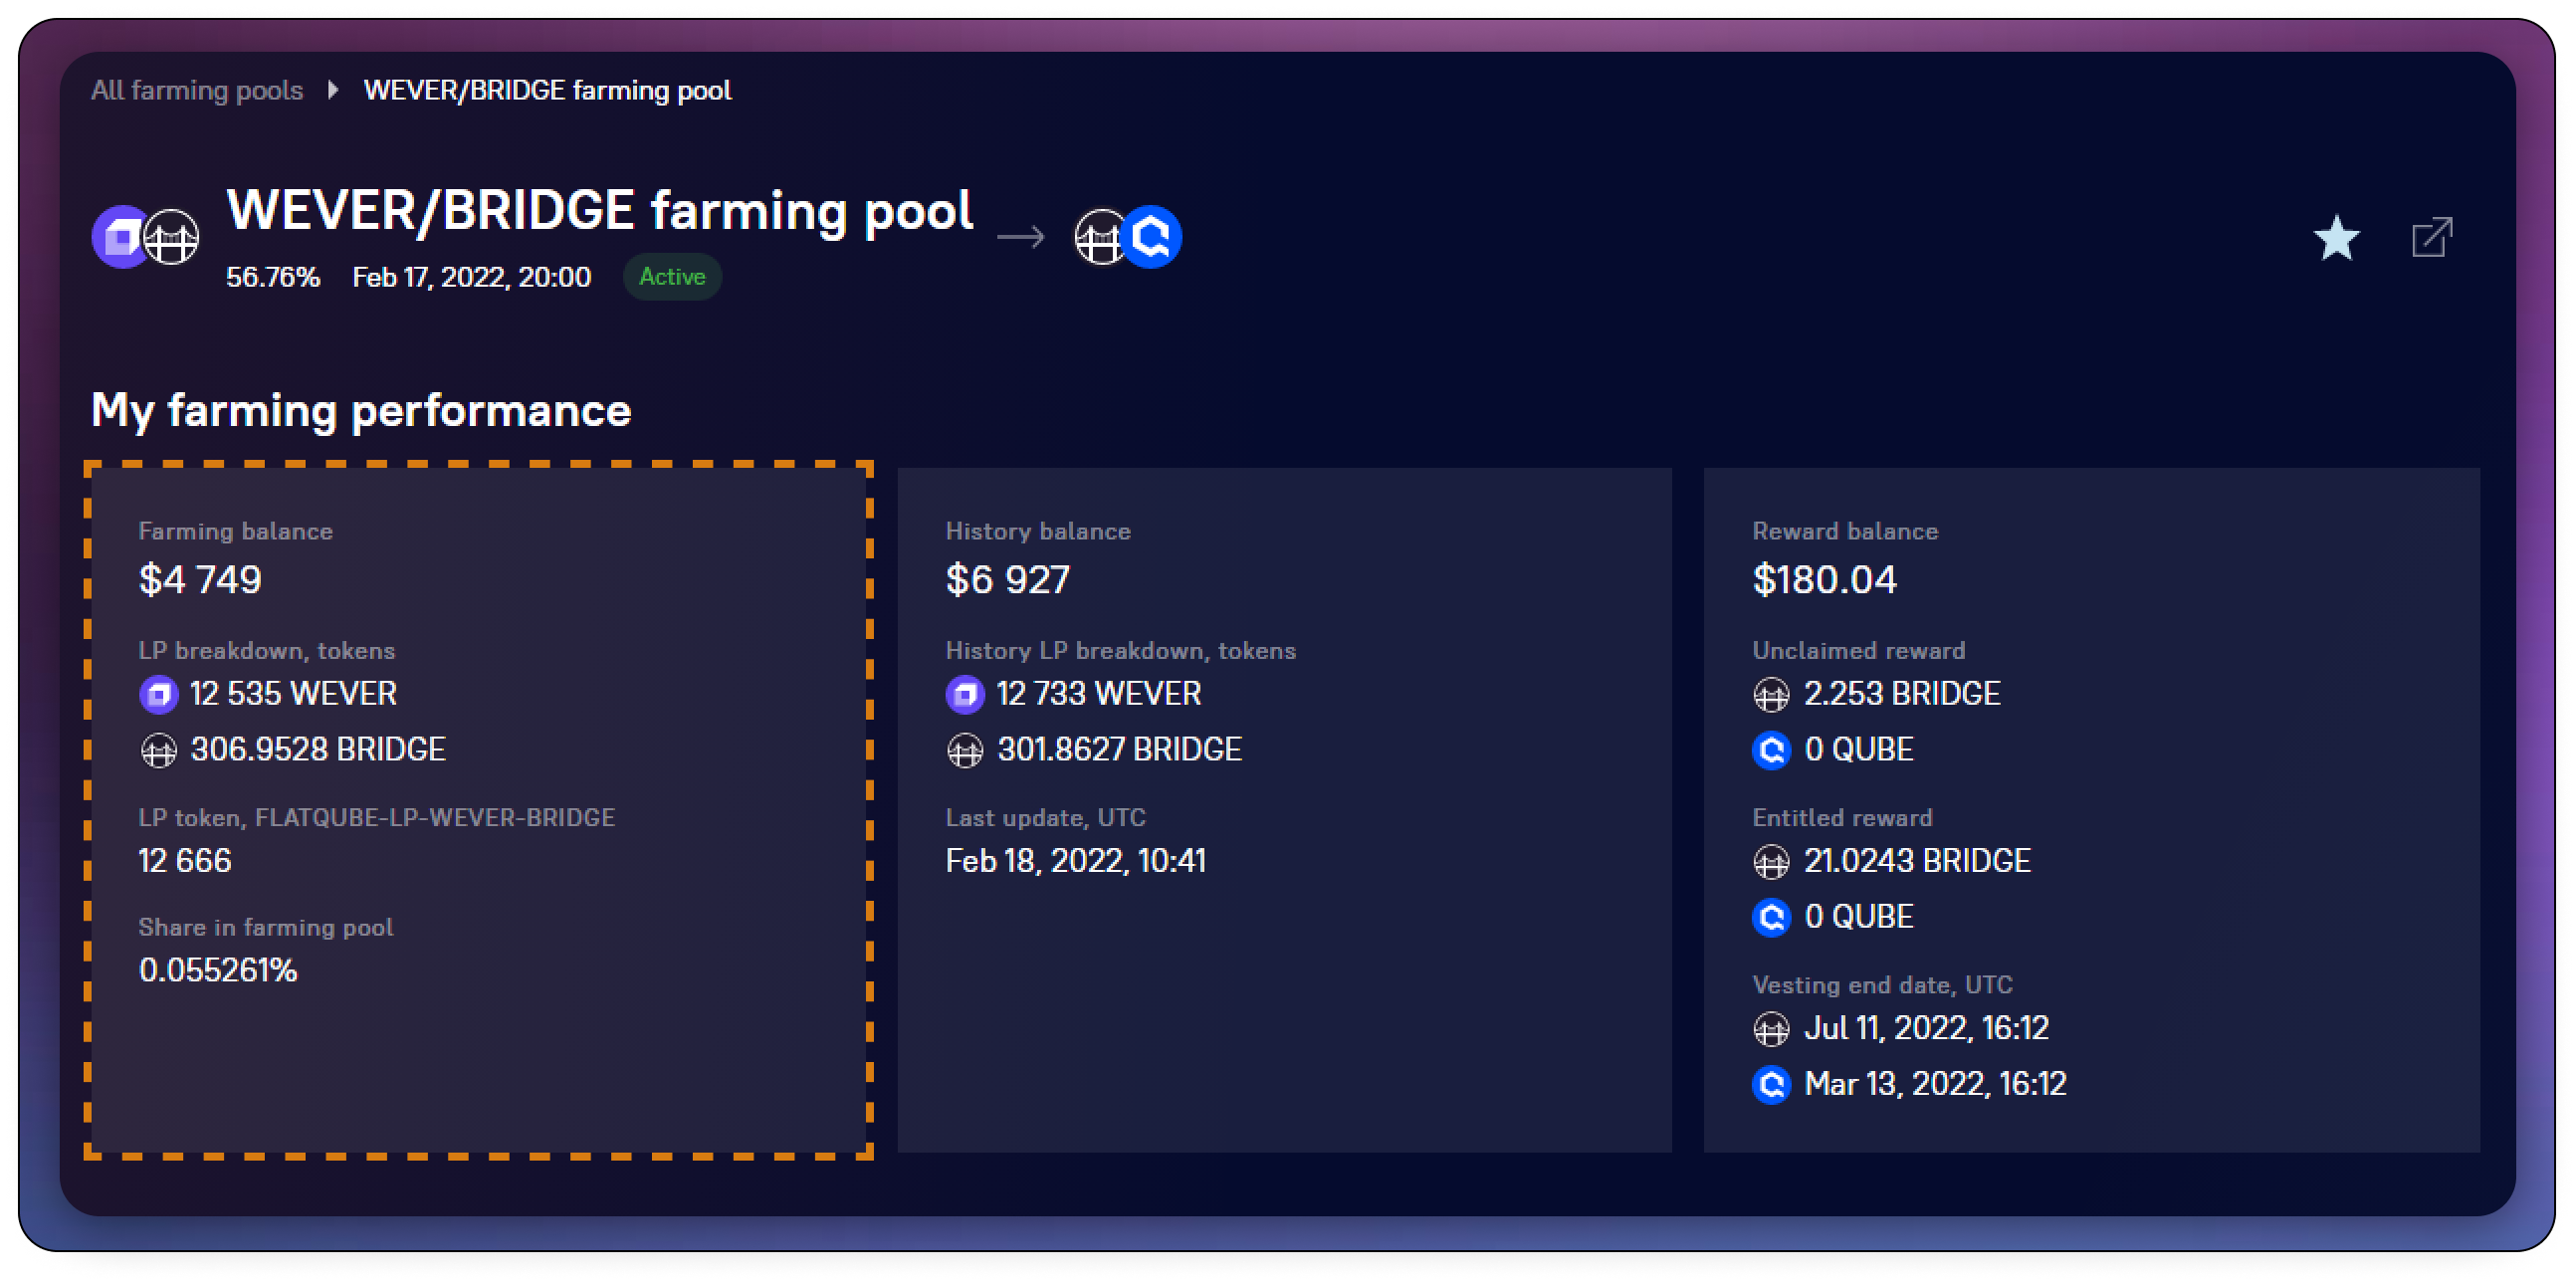 All farming pools WEVER/BRIDGE farming pool
WEVER/BRIDGE farming pool
56.76% Feb 17, 2022, 20:00 Active
My farming performance
Farming balance
$4 749
LP breakdown, tokens
12 535 WEVER
306.9528 BRIDGE
LP token, FLATQUBE-LP-WEVER-BRIDGE
12 666
Share in farming pool
0.055261%
History balance
$6 927
History LP breakdown, tokens
12 733 WEVER
301.8627 BRIDGE
Last update, UTC
Feb 18, 2022, 10:41
Reward balance
$180.04
Unclaimed reward
2.253 BRIDGE
0 QUBE
Entitled reward
21.0243 BRIDGE
0 QUBE
Vesting end date, UTC
Jul 11, 2022, 16:12
Mar 13, 2022, 16:12